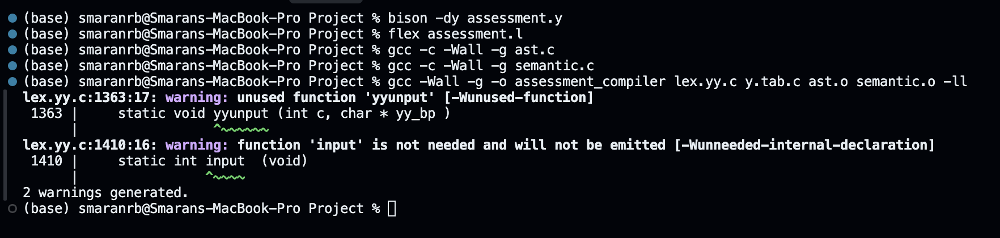 (base) smaranrb@Smarans-MacBook-Pro Project % bison -dy assessment.y
(base) smaranrb@Smarans-MacBook-Pro Project % flex assessment.l
(base) smaranrb@Smarans-MacBook-Pro Project % gcc -c -Wall -g ast.c
(base) smaranrb@Smarans-MacBook-Pro Project % gcc -c -Wall -g semantic.c
(base) smaranrb@Smarans-MacBook-Pro Project % gcc -Wall -g -o assessment_compiler lex.yy.c y.tab.c ast.o semantic.o -ll
lex.yy.c:1363:17: warning: unused function 'yyunput' [-Wunused-function]
 1363 |     static void yyunput (int c, char * yy_bp )
      |                 ^~~~~~~
lex.yy.c:1410:16: warning: function 'input' is not needed and will not be emitted [-Wunneeded-internal-declaration]
 1410 |     static int input  (void)
      |                ^~~~~
2 warnings generated.
(base) smaranrb@Smarans-MacBook-Pro Project %